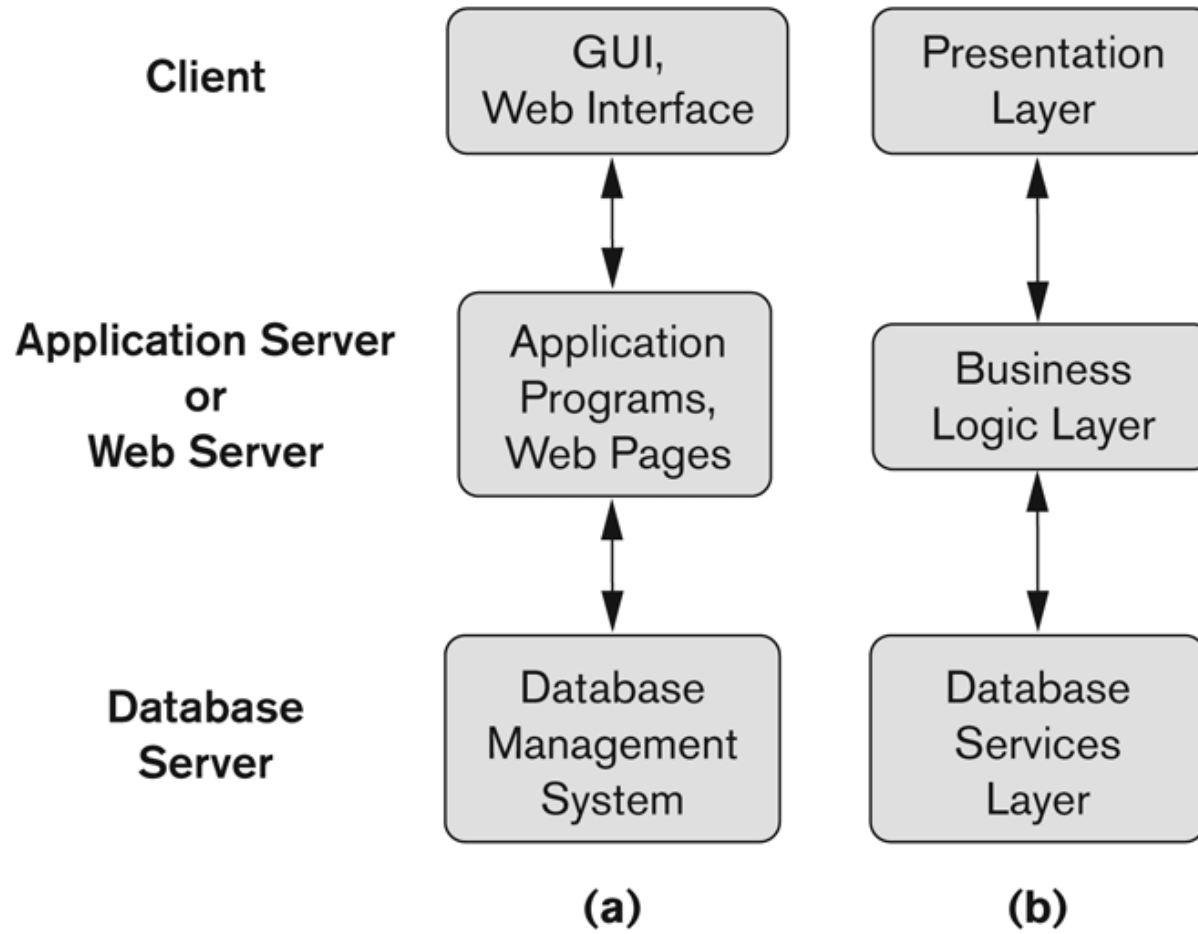 Client
GUI,
Web Interface
Presentation
Layer
Application Server
or
Web Server
Application
Programs,
Web Pages
Business
Logic Layer
Database
Server
Database
Management
System
Database
Services
Layer
(a)
(b)